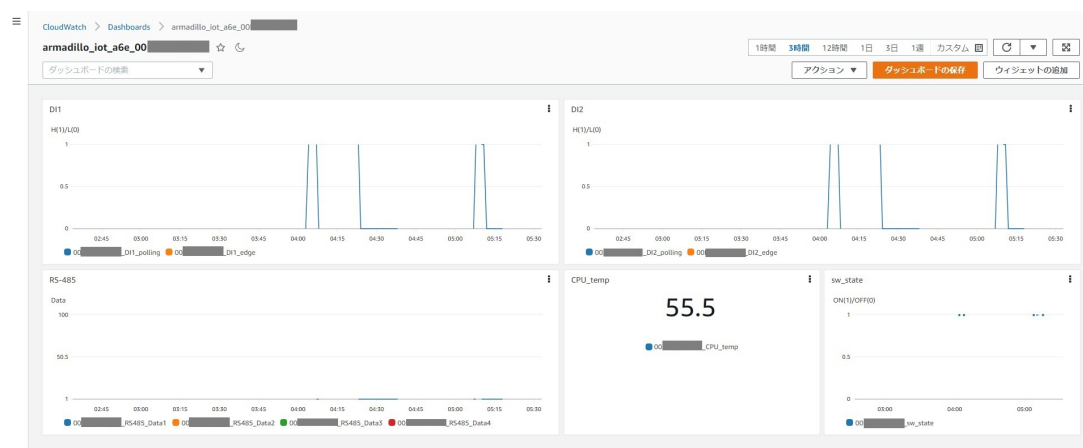 CloudWatch > Dashboards > armadillo_iot_a6e_00
armadillo_iot_a6e_00
1時間 3時間 12時間 1日 3日 1週 カスタム
ダッシュボードの検索
アクション ダッシュボードの保存 ウィジェットの追加
DI1
H(1)/L(0)
1
0.5
0
02:45 03:00 03:15 03:30 03:45 04:00 04:15 04:30 04:45 05:00 05:15 05:30
00 _DI1_polling 00 _DI1_edge
DI2
H(1)/L(0)
1
0.5
0
02:45 03:00 03:15 03:30 03:45 04:00 04:15 04:30 04:45 05:00 05:15 05:30
00 _DI2_polling 00 _DI2_edge
RS-485
Data
100
50.5
1
02:45 03:00 03:15 03:30 03:45 04:00 04:15 04:30 04:45 05:00 05:15 05:30
00 _RS485_Data1 00 _RS485_Data2 00 _RS485_Data3 00 _RS485_Data4
CPU_temp
55.5
00 _CPU_temp
sw_state
ON(1)/OFF(0)
1
0.5
0
03:00 04:00 05:00
00 _sw_state